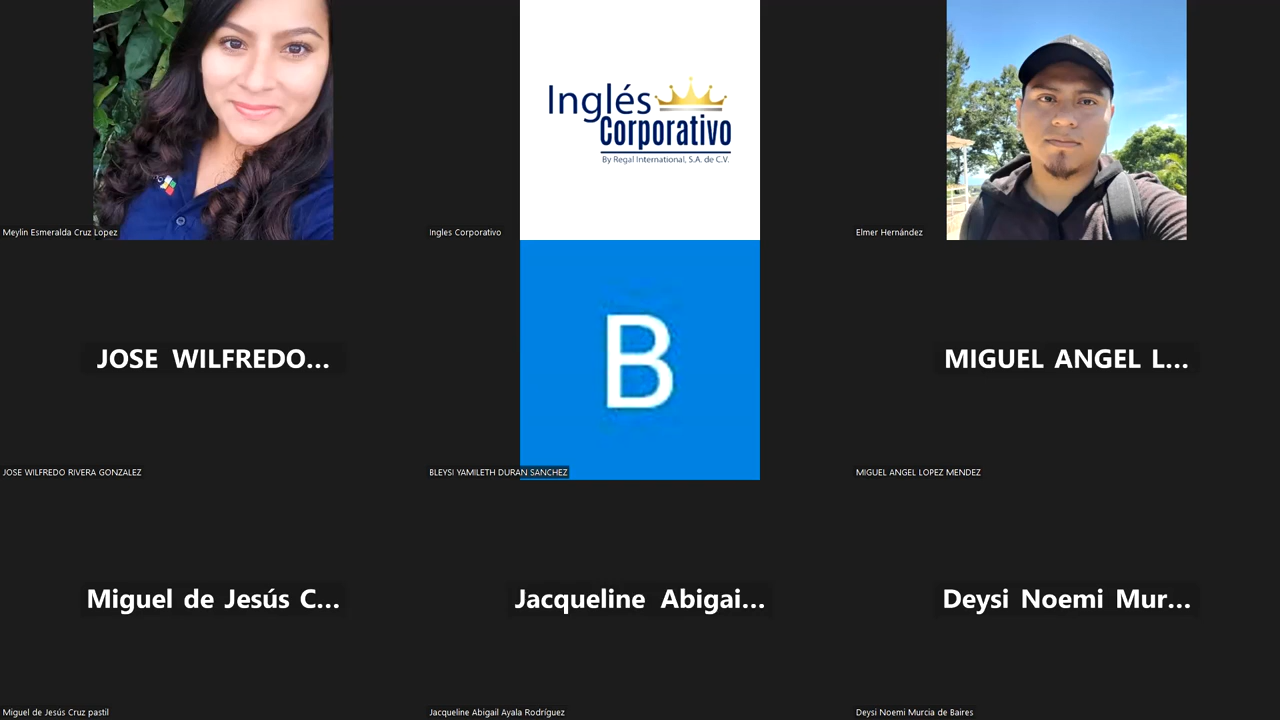 Inglés
Corporativo
By Regal International, S.A. de C.V.
Meylin Esmeralda Cruz Lopez
Ingles Corporativo
Elmer Hernández
JOSE WILFREDO...
B
MIGUEL ANGEL L...
JOSE WILFREDO RIVERA GONZALEZ
BLEYSI YAMILETH DURAN SANCHEZ
MIGUEL ANGEL LOPEZ MENDEZ
Miguel de Jesús C...
Jacqueline Abigai...
Deysi Noemi Mur...
Miguel de Jesús Cruz pastil
Jacqueline Abigail Ayala Rodríguez
Deysi Noemi Murcia de Baires